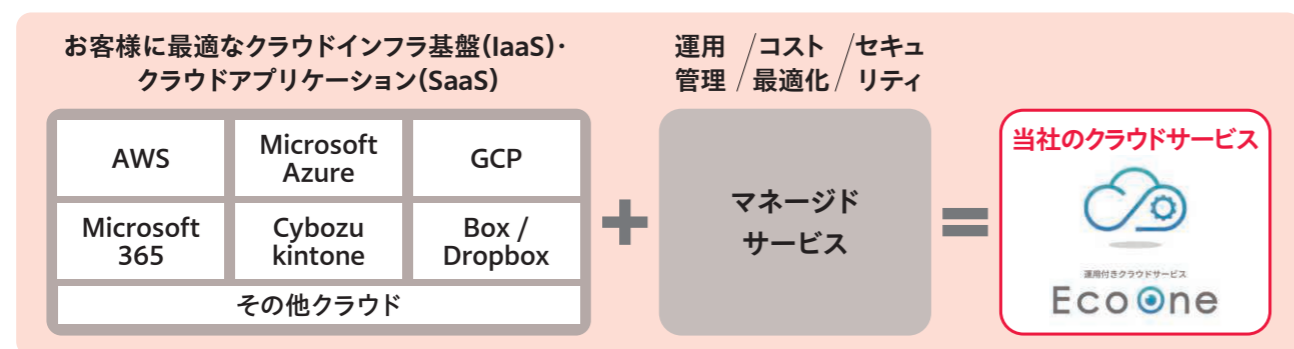 お客様に最適なクラウドインフラ基盤(IaaS)・
クラウドアプリケーション(SaaS)
AWS
Microsoft
Azure
GCP
Microsoft
365
Cybozu
kintone
Box /
Dropbox
その他クラウド
運用
管理
/
コスト
最適化
/
セキュ
リティ
+
マネージド
サービス
=
当社のクラウドサービス
運用付きクラウドサービス
EcoOne